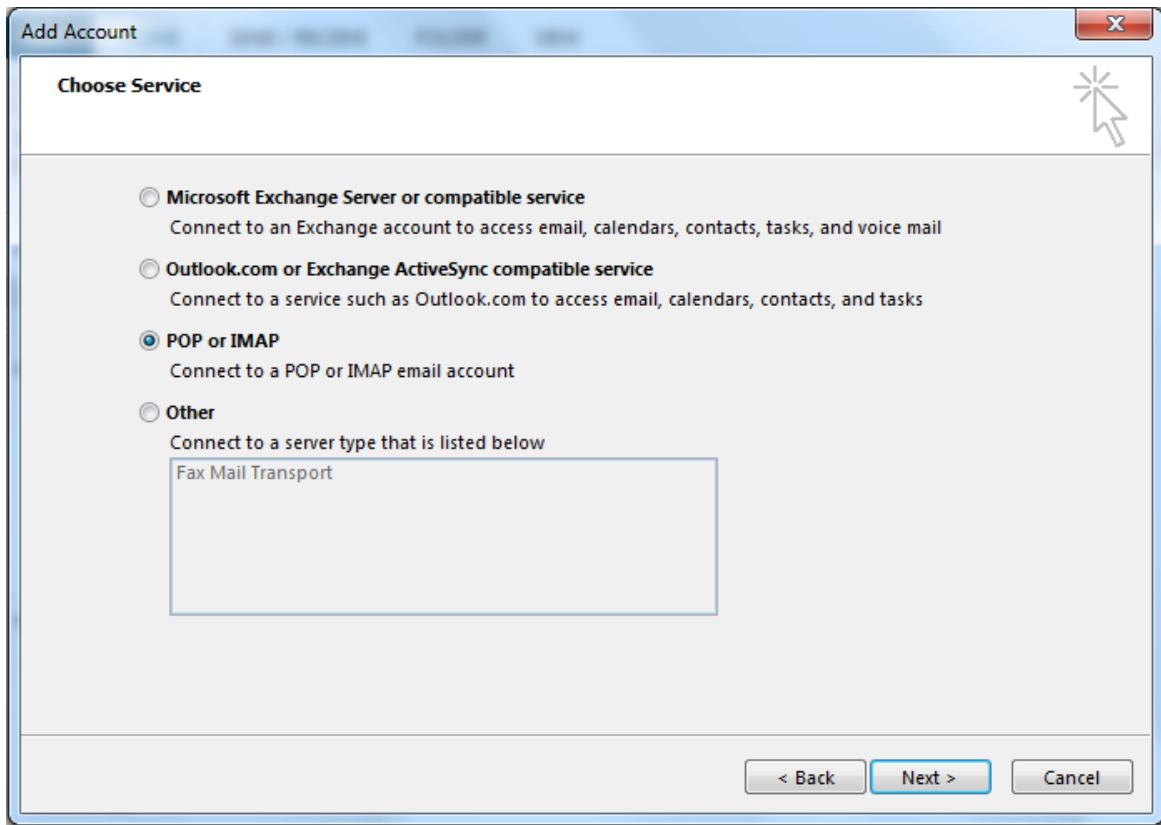 Add Account
Choose Service
Microsoft Exchange Server or compatible service
Connect to an Exchange account to access email, calendars, contacts, tasks, and voice mail
Outlook.com or Exchange ActiveSync compatible service
Connect to a service such as Outlook.com to access email, calendars, contacts, and tasks
POP or IMAP
Connect to a POP or IMAP email account
Other
Connect to a server type that is listed below
Fax Mail Transport
< Back Next > Cancel